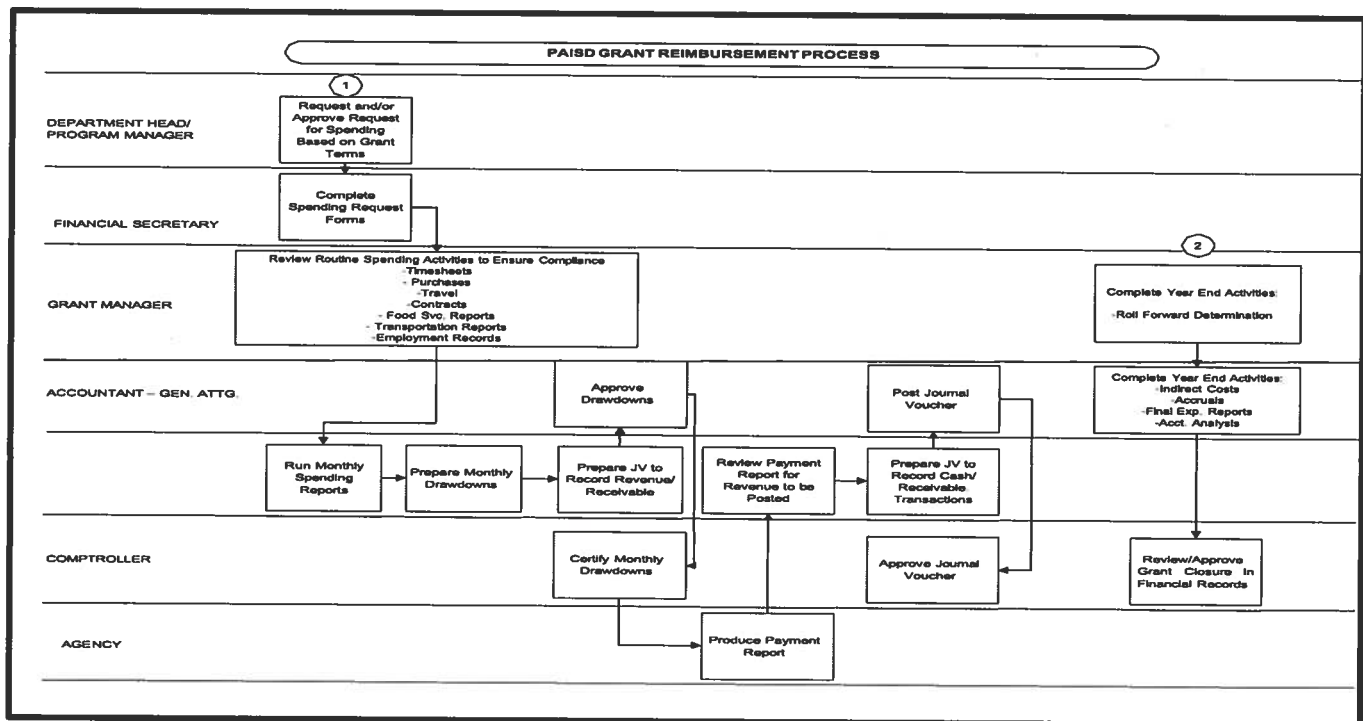 PAISD GRANT REIMBURSEMENT PROCESS
1
DEPARTMENT HEAD/
PROGRAM MANAGER
Request and/or
Approve Request
for Spending
Based on Grant
Terms
FINANCIAL SECRETARY
Complete
Spending Request
Forms
GRANT MANAGER
Review Routine Spending Activities to Ensure Compliance
-Timesheets
- Purchases
-Travel
-Contracts
- Food Svc. Reports
- Transportation Reports
-Employment Records
2
Complete Year End Activities:
-Roll Forward Determination
ACCOUNTANT – GEN. ATTG.
Approve
Drawdowns
Post Journal
Voucher
Complete Year End Activities:
-Indirect Costs
-Accruals
-Final Exp. Reports
-Acct. Analysis
Run Monthly
Spending
Reports
Prepare Monthly
Drawdowns
Prepare JV to
Record Revenue/
Receivable
Review Payment
Report for
Revenue to be
Posted
Prepare JV to
Record Cash/
Receivable
Transactions
COMPTROLLER
Certify Monthly
Drawdowns
Approve Journal
Voucher
Review/Approve
Grant Closure In
Financial Records
AGENCY
Produce Payment
Report